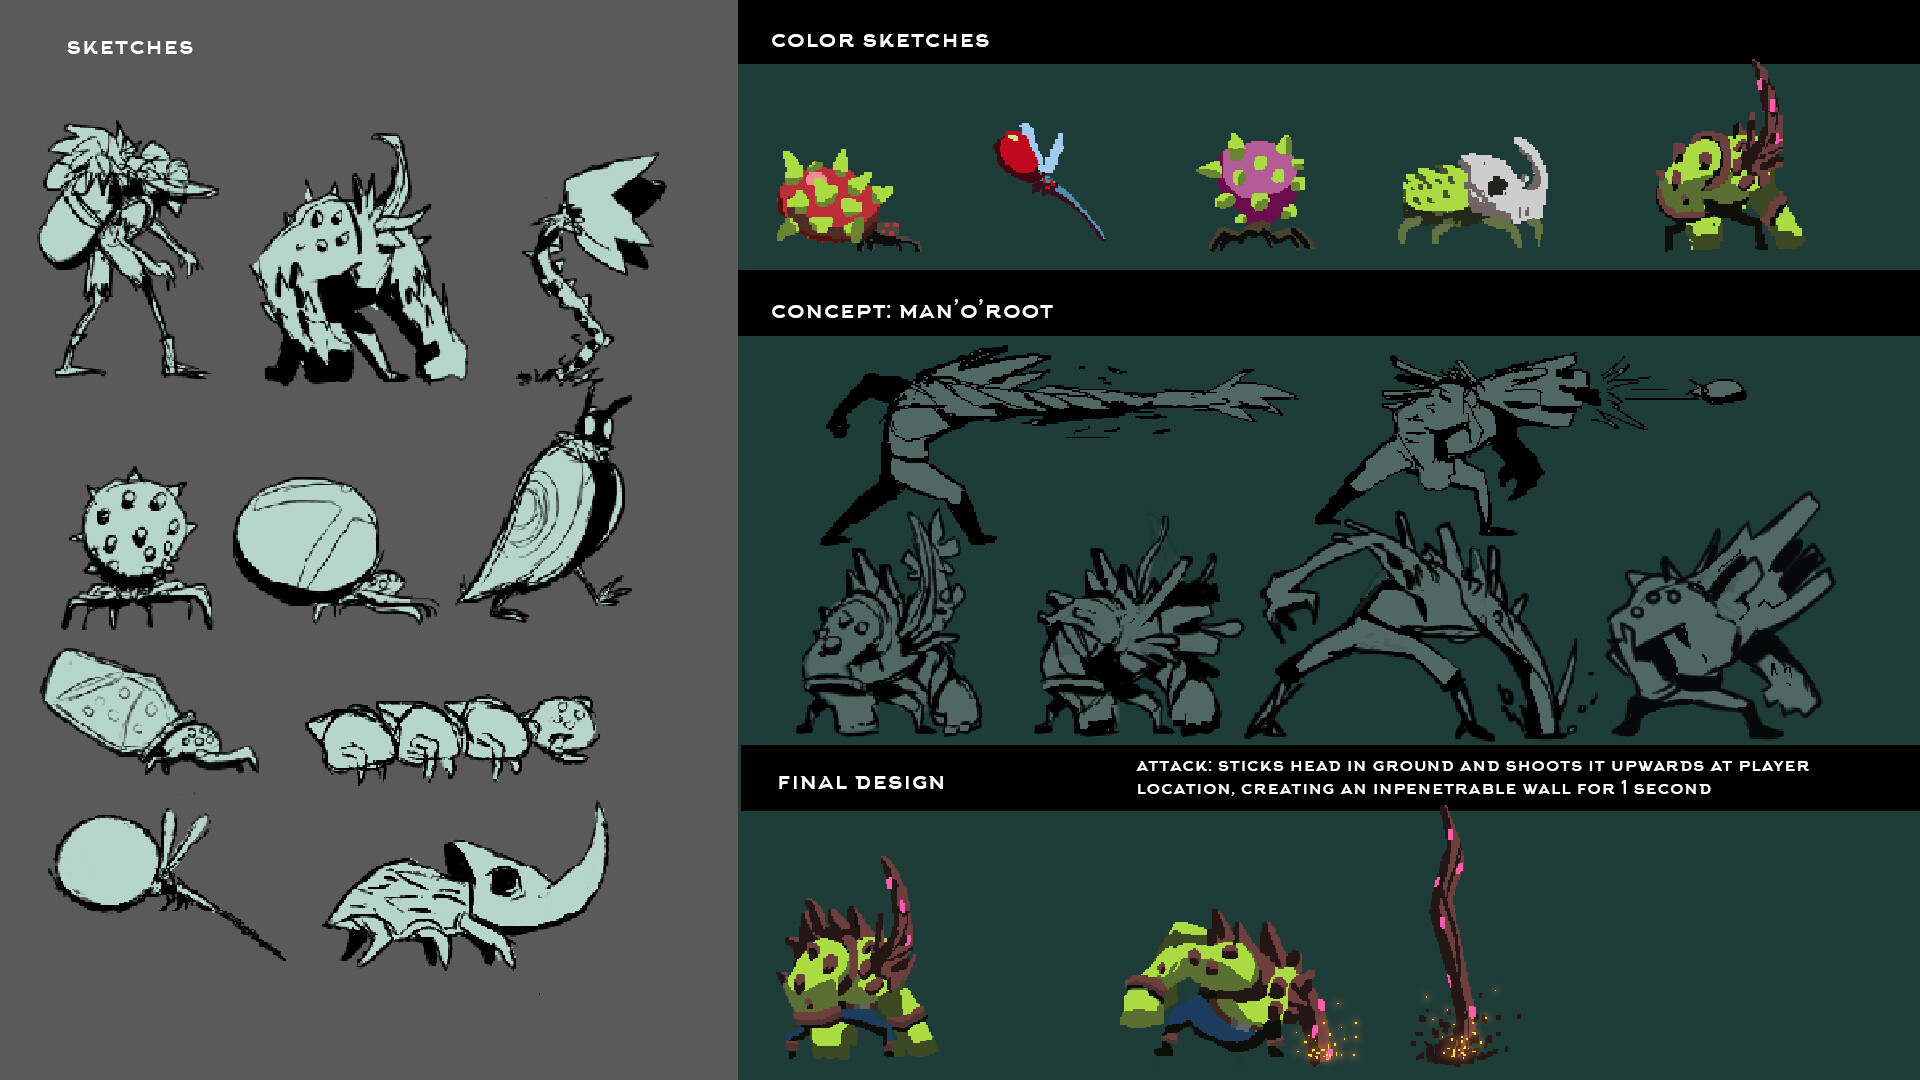 SKETCHES
COLOR SKETCHES
CONCEPT: MAN'O'ROOT
FINAL DESIGN
ATTACK: STICKS HEAD IN GROUND AND SHOOTS IT UPWARDS AT PLAYER
LOCATION, CREATING AN INPENETRABLE WALL FOR 1 SECOND